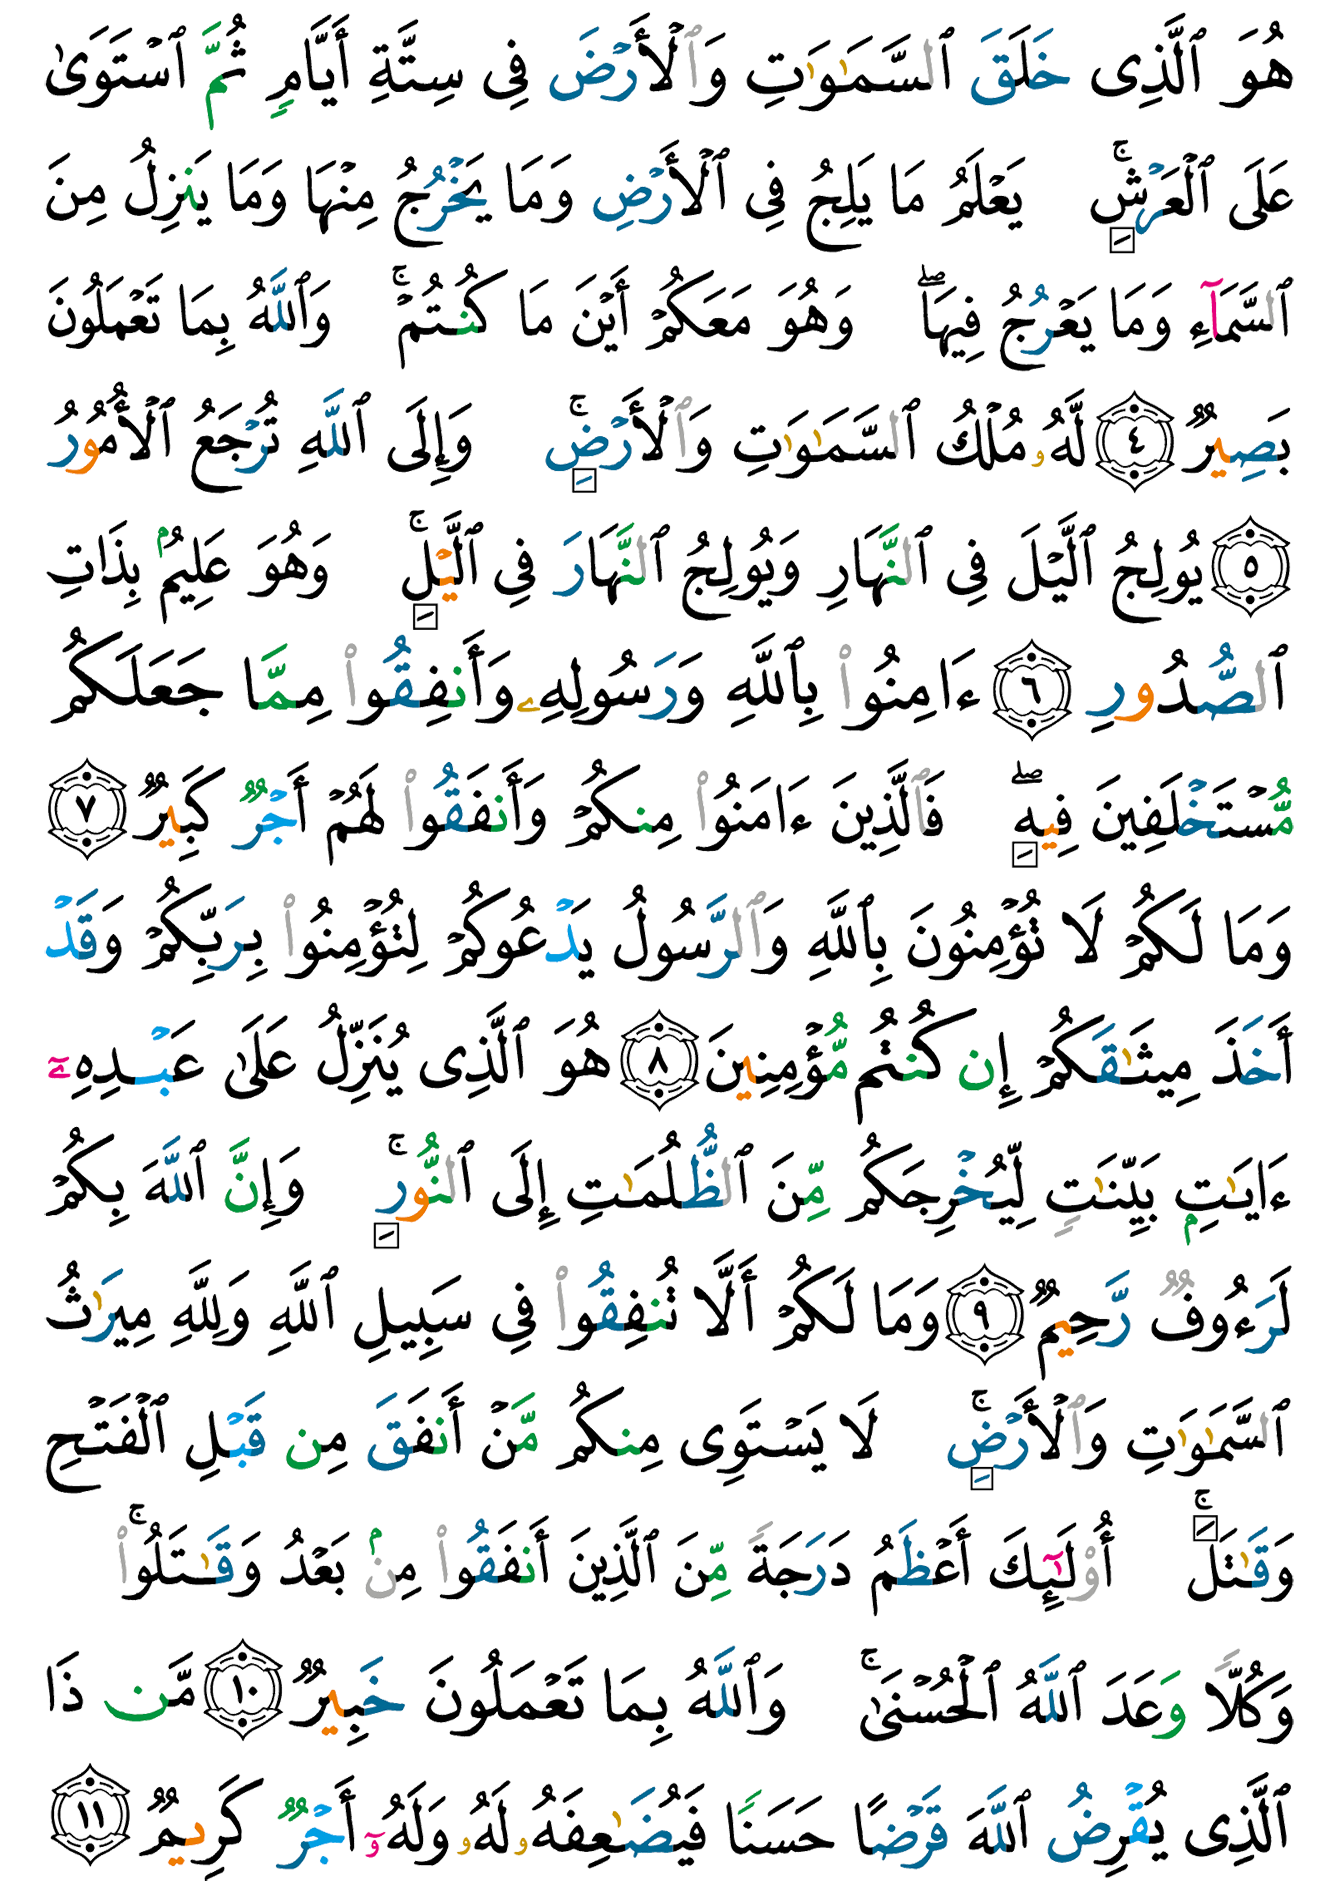 هُوَ ٱلَّذِى خَلَقَ ٱلسَّمَـٰوَٰتِ وَٱلْأَرْضَ فِى سِتَّةِ أَيَّامٍ ثُمَّ ٱسْتَوَىٰ
عَلَى ٱلْعَرْشِ ۚ يَعْلَمُ مَا يَلِجُ فِى ٱلْأَرْضِ وَمَا يَخْرُجُ مِنْهَا وَمَا يَنزِلُ مِنَ
ٱلسَّمَآءِ وَمَا يَعْرُجُ فِيهَا ۖ وَهُوَ مَعَكُمْ أَيْنَ مَا كُنتُمْ ۚ وَٱللَّهُ بِمَا تَعْمَلُونَ
بَصِيرٌ ٤ لَّهُۥ مُلْكُ ٱلسَّمَـٰوَٰتِ وَٱلْأَرْضِ ۚ وَإِلَى ٱللَّهِ تُرْجَعُ ٱلْأُمُورُ
٥ يُولِجُ ٱلَّيْلَ فِى ٱلنَّهَارِ وَيُولِجُ ٱلنَّهَارَ فِى ٱلَّيْلِ ۚ وَهُوَ عَلِيمٌۢ بِذَاتِ
ٱلصُّدُورِ ٦ ءَامِنُوا۟ بِٱللَّهِ وَرَسُولِهِۦ وَأَنفِقُوا۟ مِمَّا جَعَلَكُم
مُّسْتَخْلَفِينَ فِيهِ ۖ فَٱلَّذِينَ ءَامَنُوا۟ مِنكُمْ وَأَنفَقُوا۟ لَهُمْ أَجْرٌ كَبِيرٌ ٧
وَمَا لَكُمْ لَا تُؤْمِنُونَ بِٱللَّهِ وَٱلرَّسُولُ يَدْعُوكُمْ لِتُؤْمِنُوا۟ بِرَبِّكُمْ وَقَدْ
أَخَذَ مِيثَـٰقَكُمْ إِن كُنتُم مُّؤْمِنِينَ ٨ هُوَ ٱلَّذِى يُنَزِّلُ عَلَىٰ عَبْدِهِۦٓ
ءَايَـٰتٍۭ بَيِّنَـٰتٍ لِّيُخْرِجَكُم مِّنَ ٱلظُّلُمَـٰتِ إِلَى ٱلنُّورِ ۚ وَإِنَّ ٱللَّهَ بِكُمْ
لَرَءُوفٌ رَّحِيمٌ ٩ وَمَا لَكُمْ أَلَّا تُنفِقُوا۟ فِى سَبِيلِ ٱللَّهِ وَلِلَّهِ مِيرَٰثُ
ٱلسَّمَـٰوَٰتِ وَٱلْأَرْضِ ۚ لَا يَسْتَوِى مِنكُم مَّنْ أَنفَقَ مِن قَبْلِ ٱلْفَتْحِ
وَقَـٰتَلَ ۚ أُو۟لَـٰٓئِكَ أَعْظَمُ دَرَجَةً مِّنَ ٱلَّذِينَ أَنفَقُوا۟ مِنۢ بَعْدُ وَقَـٰتَلُوا۟ ۚ
وَكُلًّا وَعَدَ ٱللَّهُ ٱلْحُسْنَىٰ ۚ وَٱللَّهُ بِمَا تَعْمَلُونَ خَبِيرٌ ١٠ مَّن ذَا
ٱلَّذِى يُقْرِضُ ٱللَّهَ قَرْضًا حَسَنًا فَيُضَـٰعِفَهُۥ لَهُۥ وَلَهُۥٓ أَجْرٌ كَرِيمٌ ١١